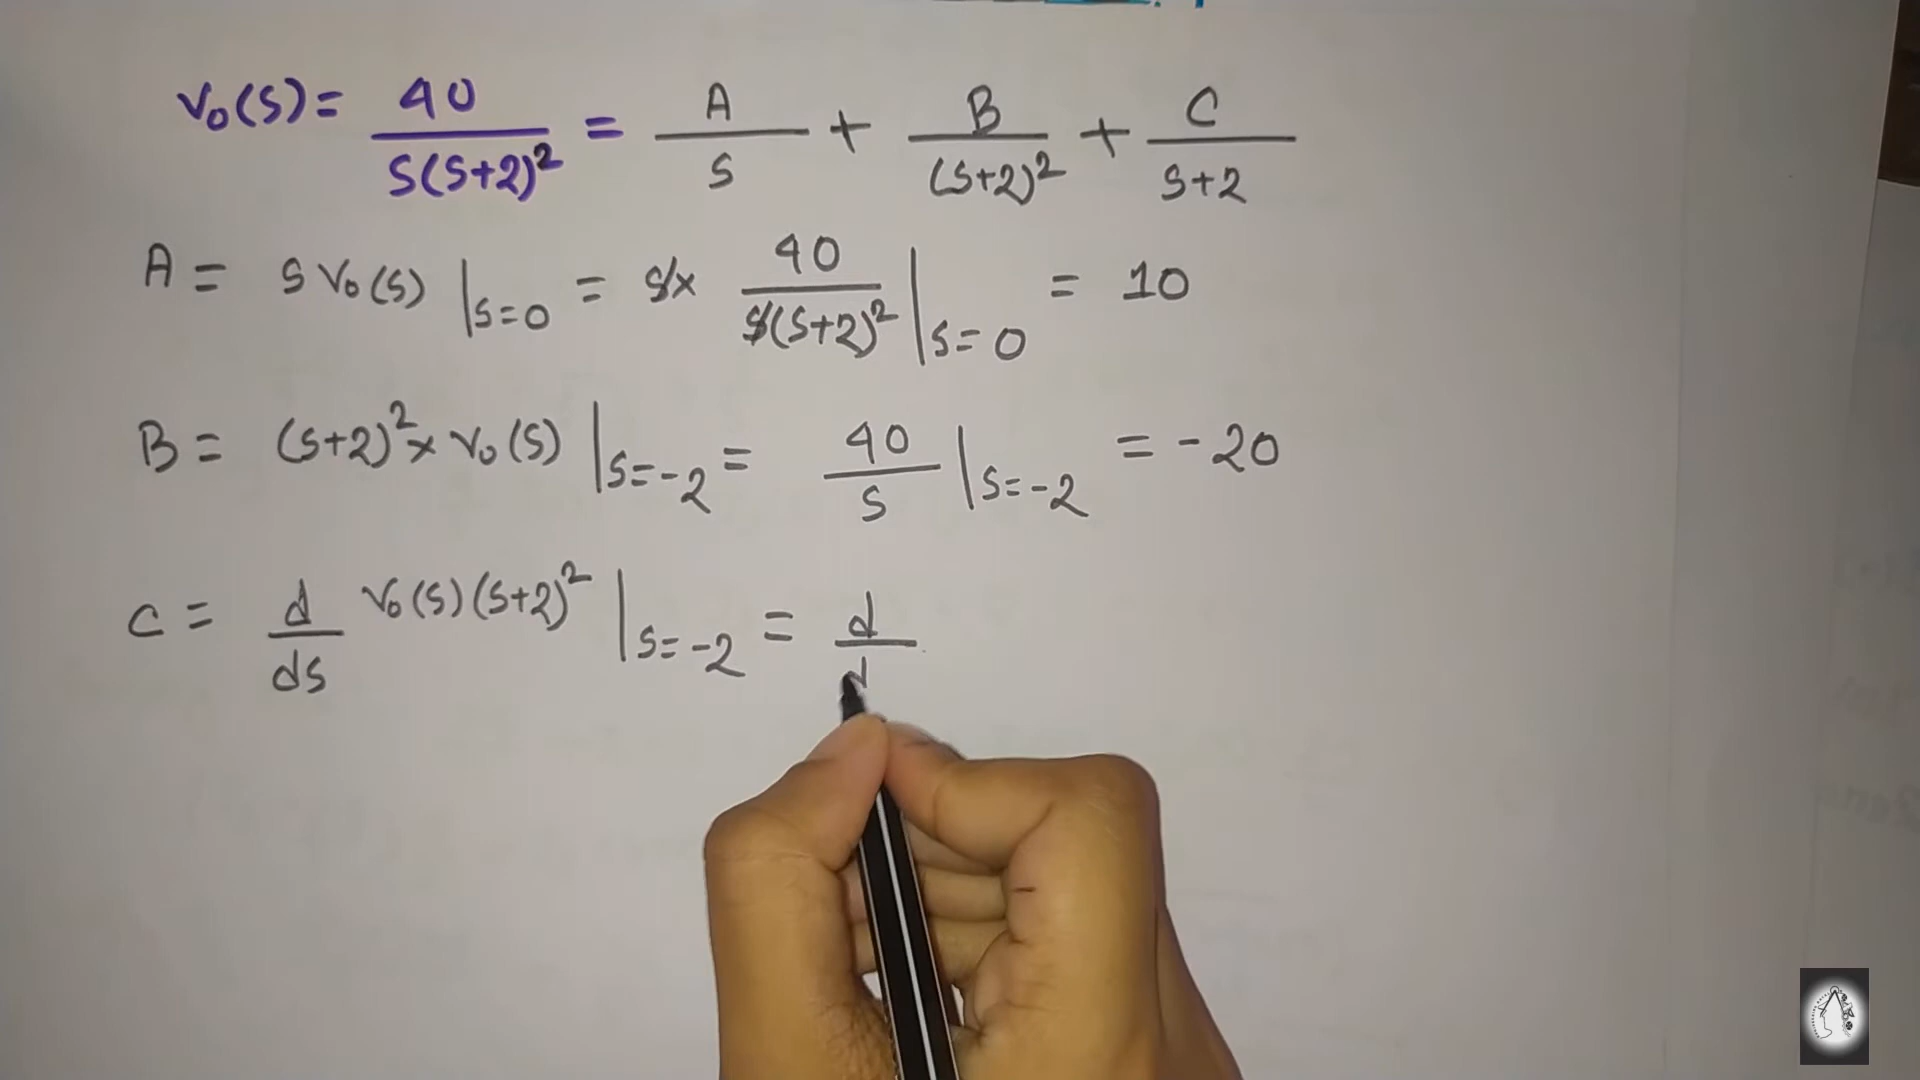 V₀(S) = 40 / S(S+2)² = A / S + B / (S+2)² + C / S+2
A = S V₀(S) |S=0 = S× 40 / S(S+2)² |S=0 = 10
B = (S+2)² × V₀(S) |S=-2 = 40 / S |S=-2 = -20
C = d / dS V₀(S) (S+2)² |S=-2 = d / d